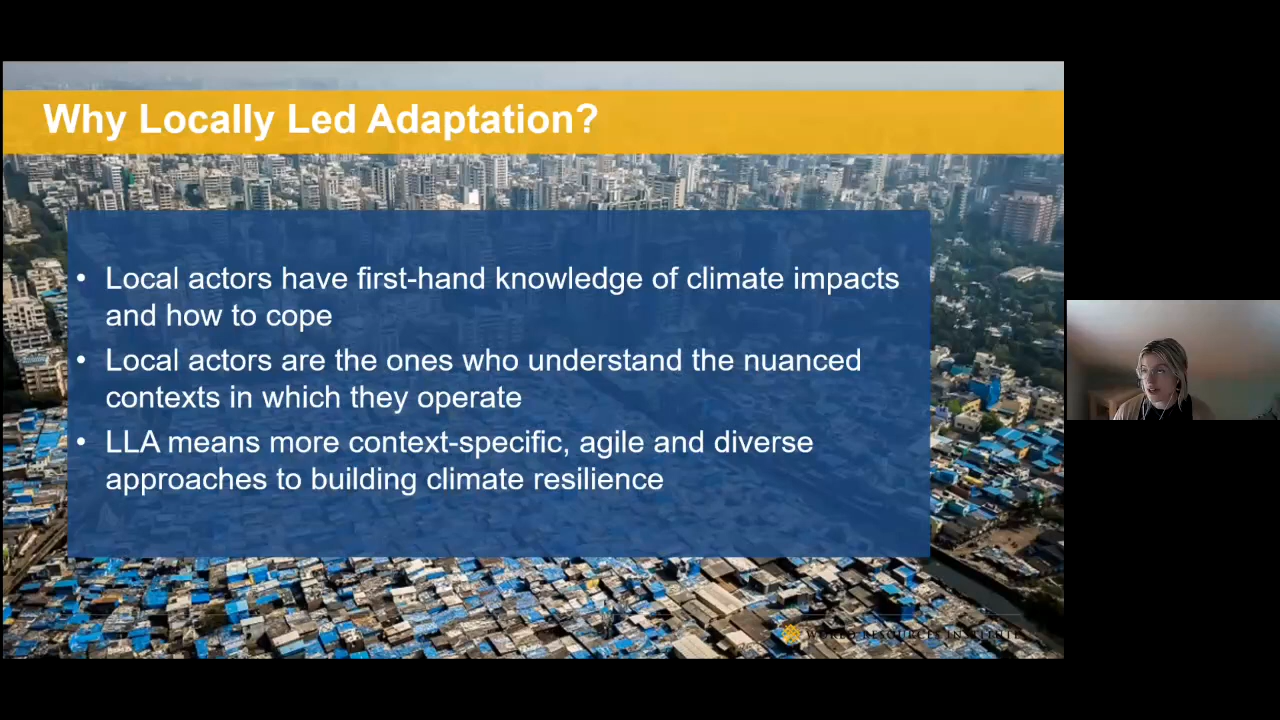 Why Locally Led Adaptation?
• Local actors have first-hand knowledge of climate impacts
and how to cope
• Local actors are the ones who understand the nuanced
contexts in which they operate
• LLA means more context-specific, agile and diverse
approaches to building climate resilience
WORLD RESOURCES INSTITUTE